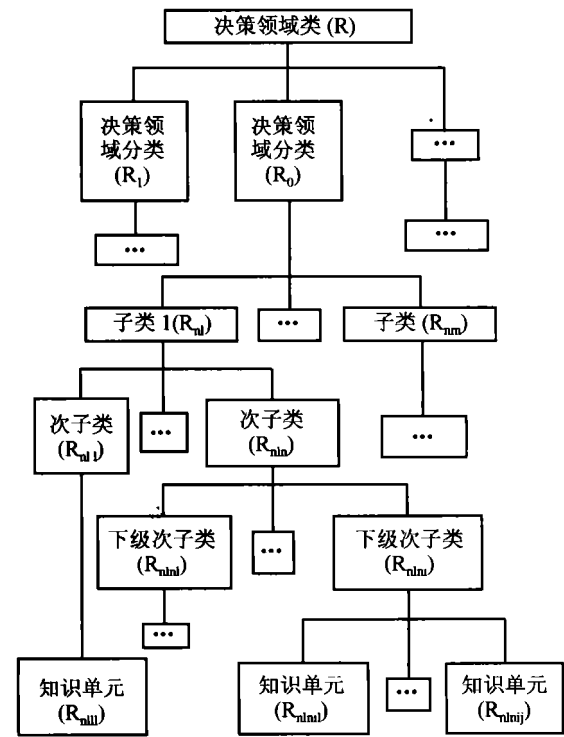 决策领域类 (R)
决策领
域分类
(R₁)
决策领
域分类
(R₀)
•••
•••
•••
子类 1(Rₙₗ)
•••
子类 (Rₙₘ)
次子类
(Rₙₗₗ)
•••
次子类
(Rₙₗₙ)
•••
下级次子类
(Rₙₗₙₗ)
•••
下级次子类
(Rₙₗₙᵢ)
•••
知识单元
(Rₙₗₗₗ)
知识单元
(Rₙₗₙᵢₗ)
•••
知识单元
(Rₙₗₙᵢⱼ)